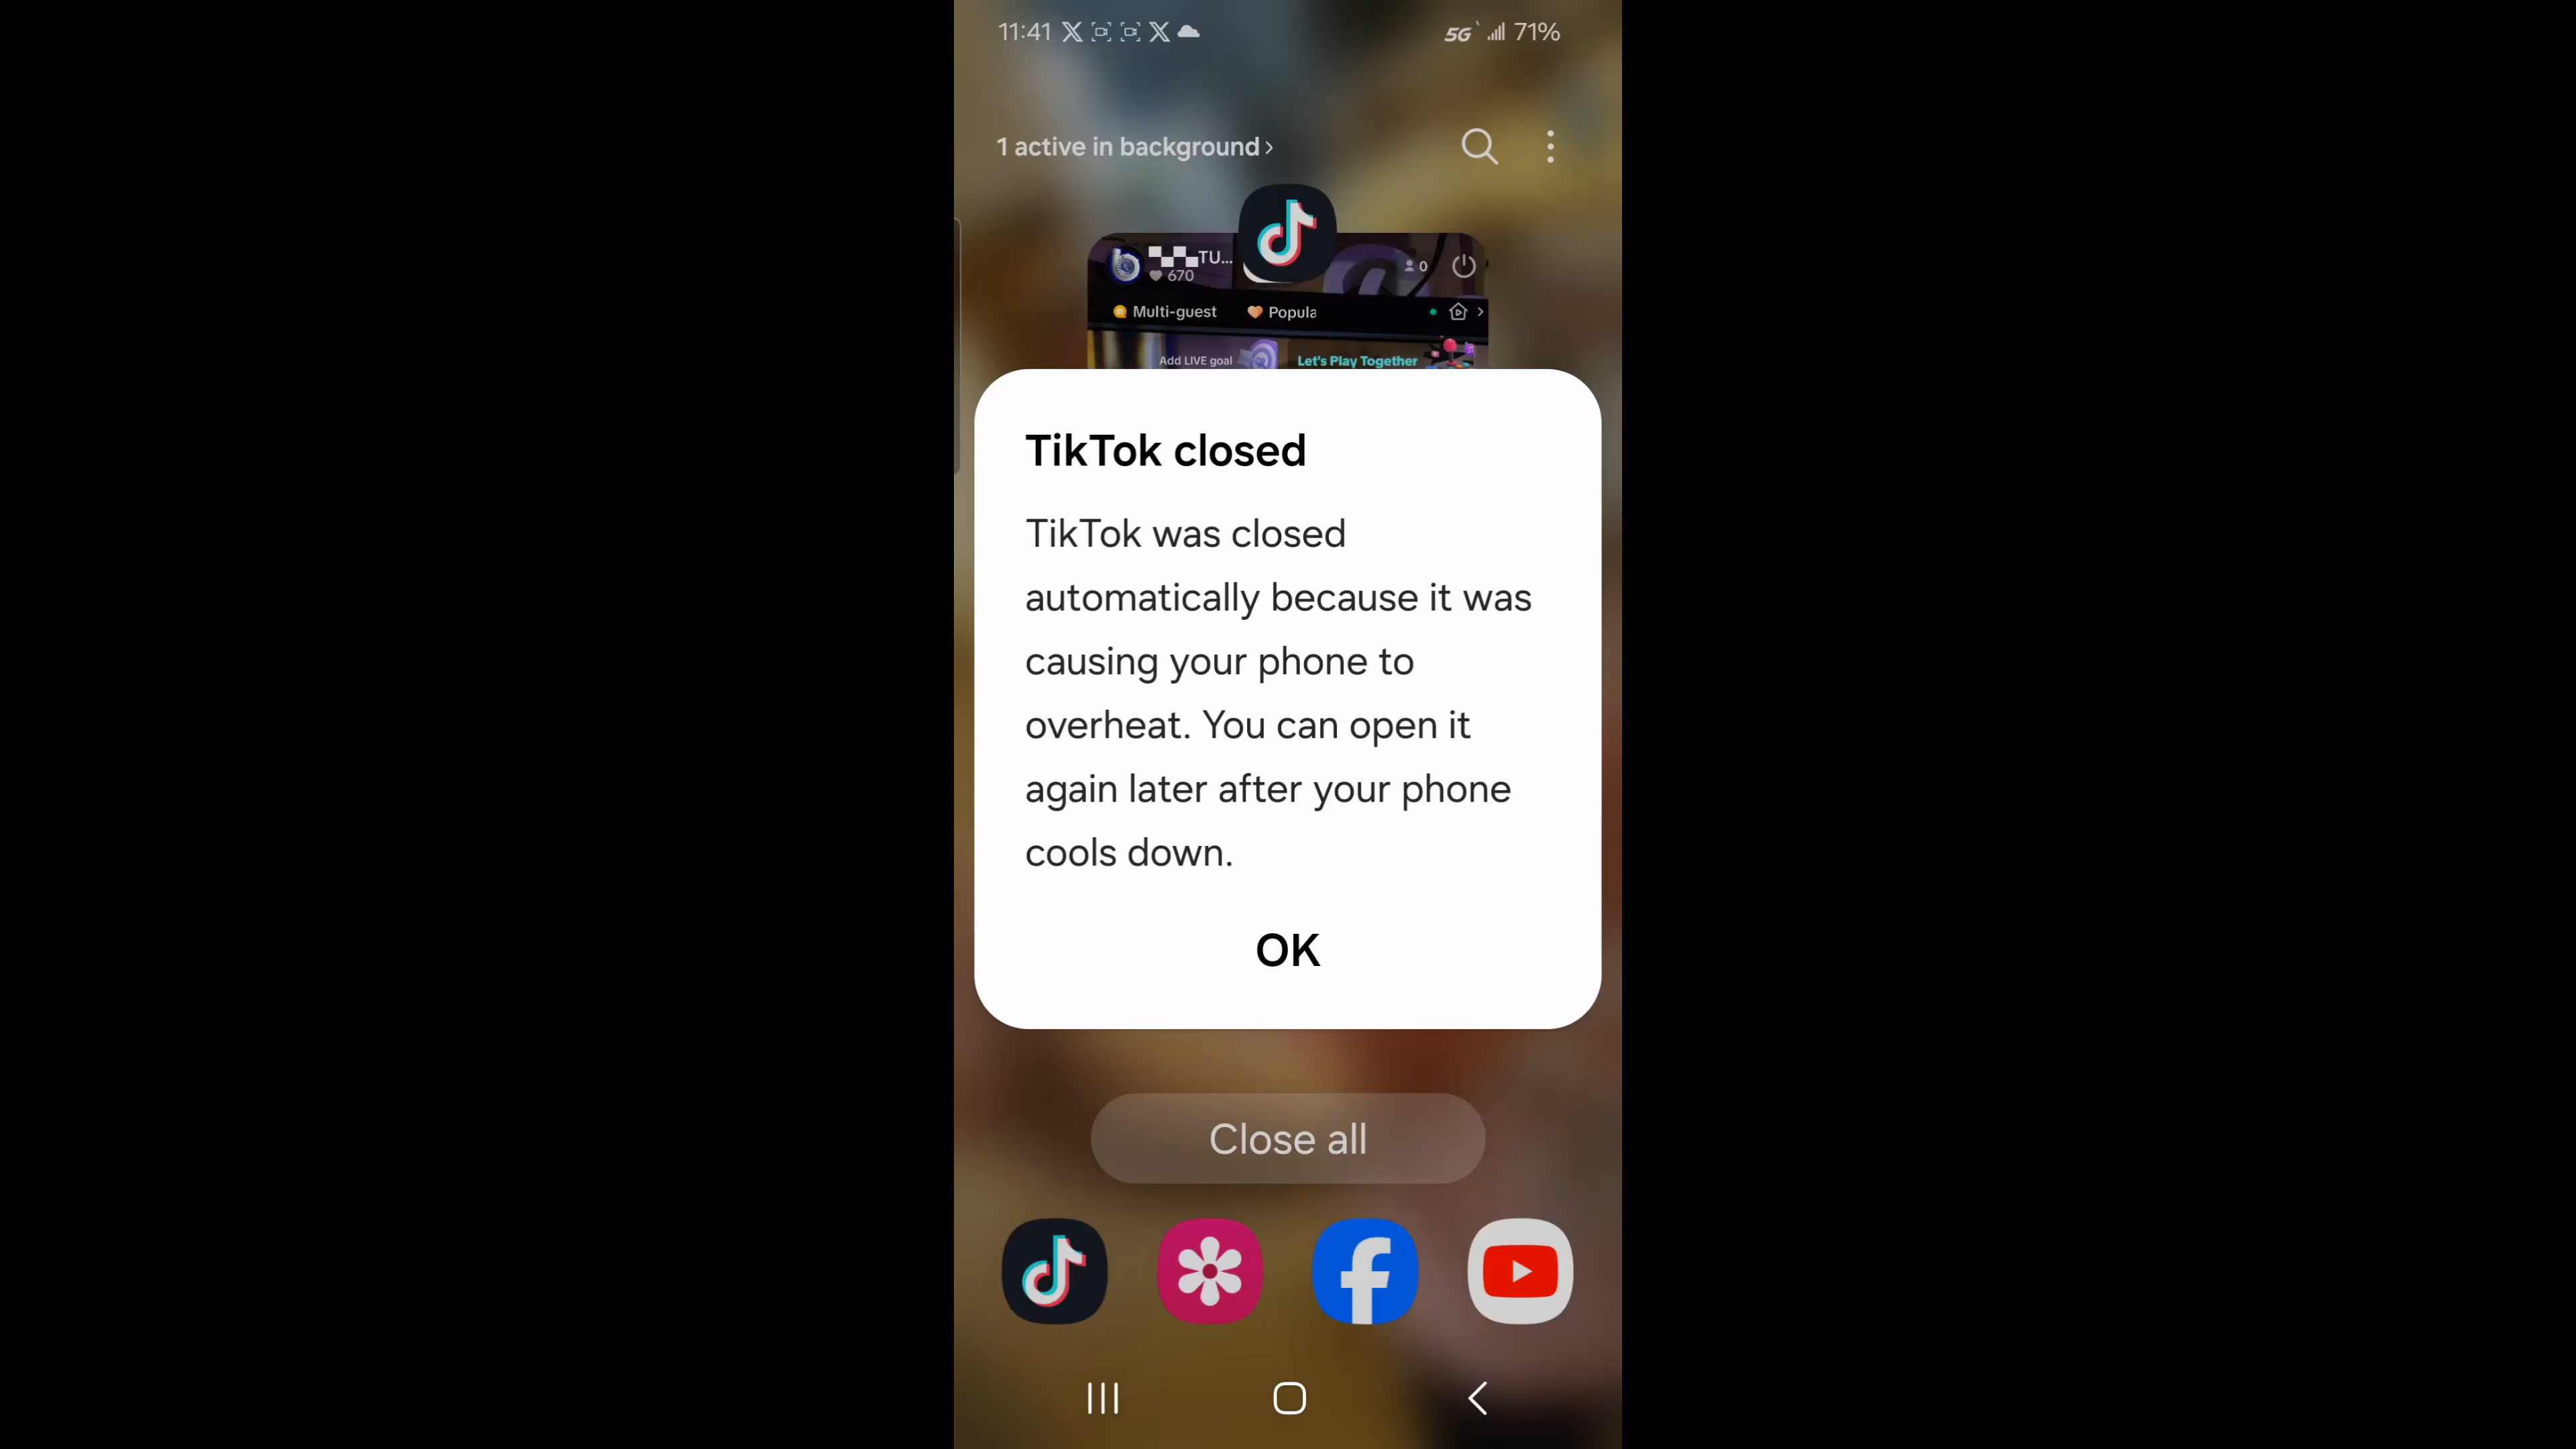 11:41
5G 71%
1 active in background
TU...
670
0
Multi-guest
Popula
Add LIVE goal
Let's Play Together
TikTok closed
TikTok was closed
automatically because it was
causing your phone to
overheat. You can open it
again later after your phone
cools down.
OK
Close all